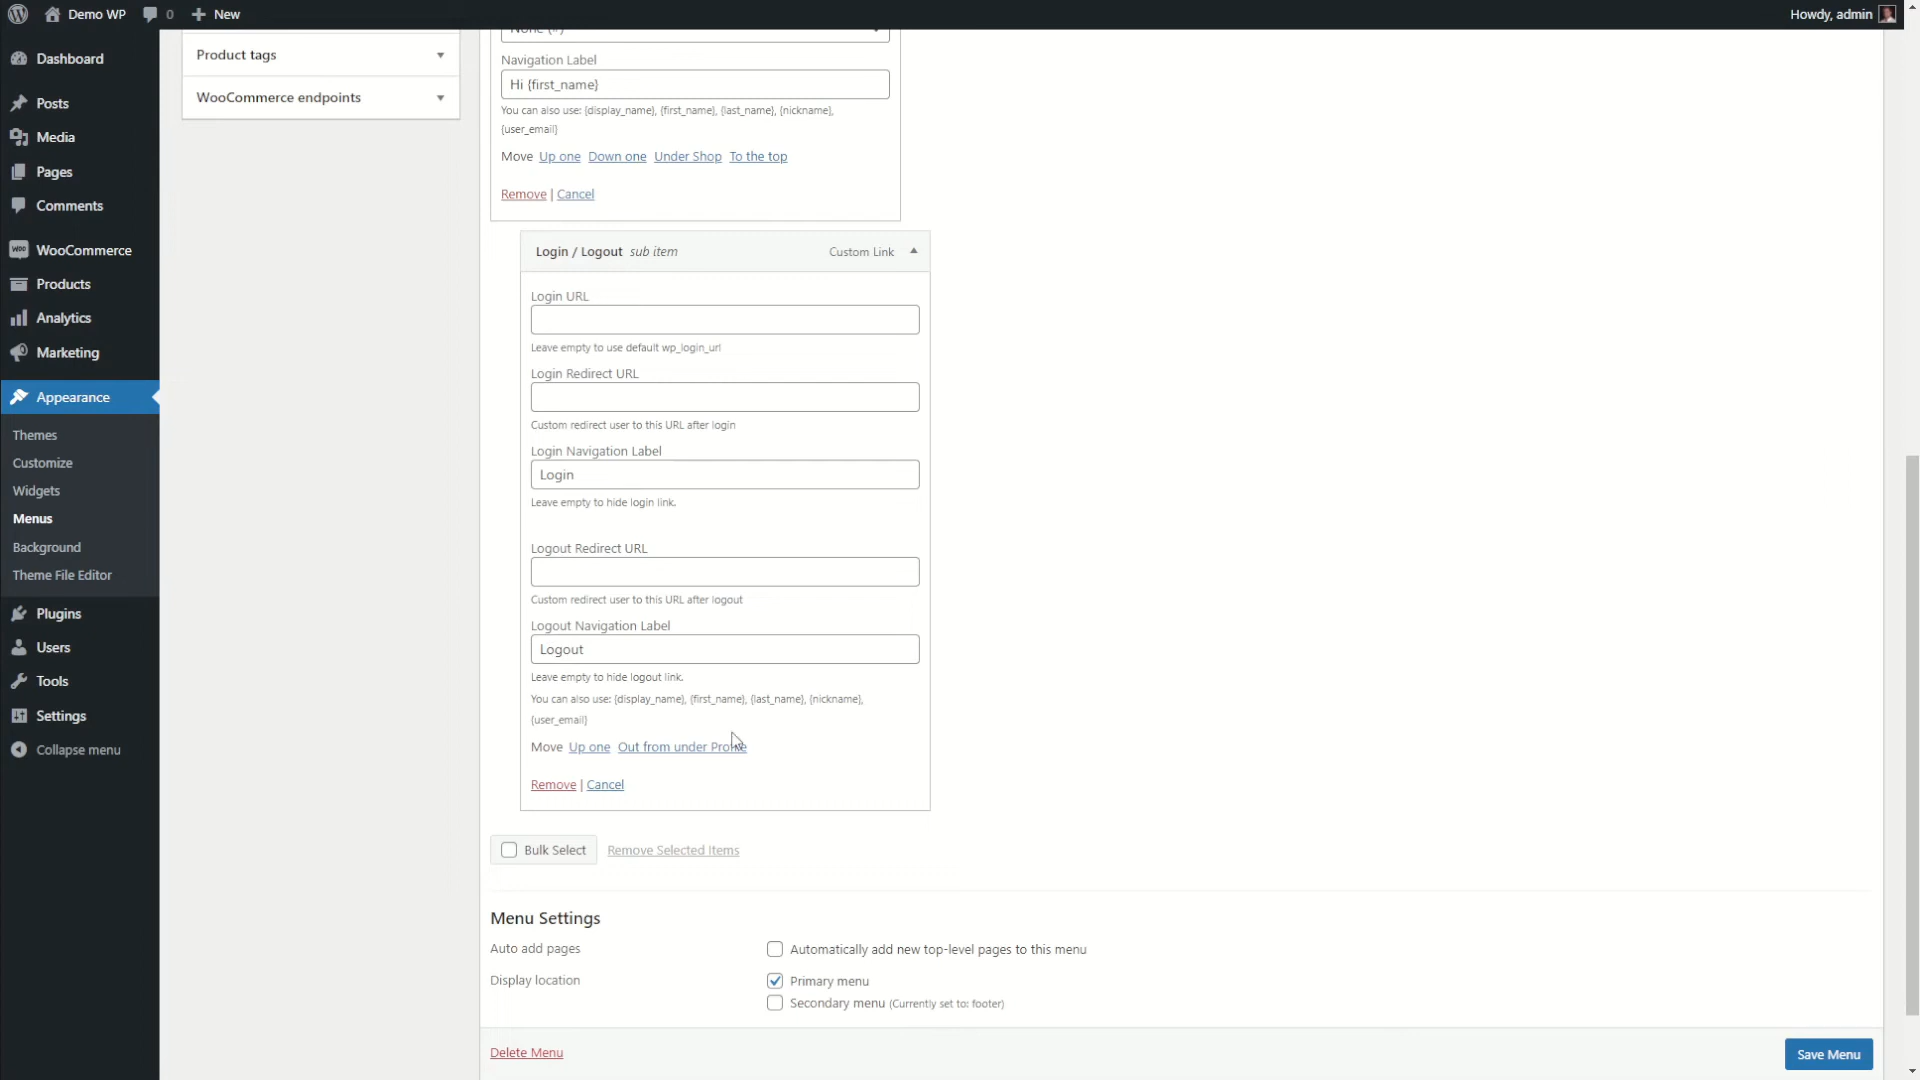 Demo WP
0
New
Howdy, admin
Dashboard
Posts
Media
Pages
Comments
WooCommerce
Products
Analytics
Marketing
Appearance
Themes
Customize
Widgets
Menus
Background
Theme File Editor
Plugins
Users
Tools
Settings
Collapse menu
Product tags
WooCommerce endpoints
Navigation Label
Hi {first_name}
You can also use: {display_name}, {first_name}, {last_name}, {nickname},
{user_email}
Move Up one Down one Under Shop To the top
Remove | Cancel
Login / Logout sub item Custom Link
Login URL
Leave empty to use default wp_login_url
Login Redirect URL
Custom redirect user to this URL after login
Login Navigation Label
Login
Leave empty to hide login link.
Logout Redirect URL
Custom redirect user to this URL after logout
Logout Navigation Label
Logout
Leave empty to hide logout link.
You can also use: {display_name}, {first_name}, {last_name}, {nickname},
{user_email}
Move Up one Out from under Profile
Remove | Cancel
Bulk Select Remove Selected Items
Menu Settings
Auto add pages
Automatically add new top-level pages to this menu
Display location
Primary menu
Secondary menu (Currently set to: footer)
Delete Menu
Save Menu